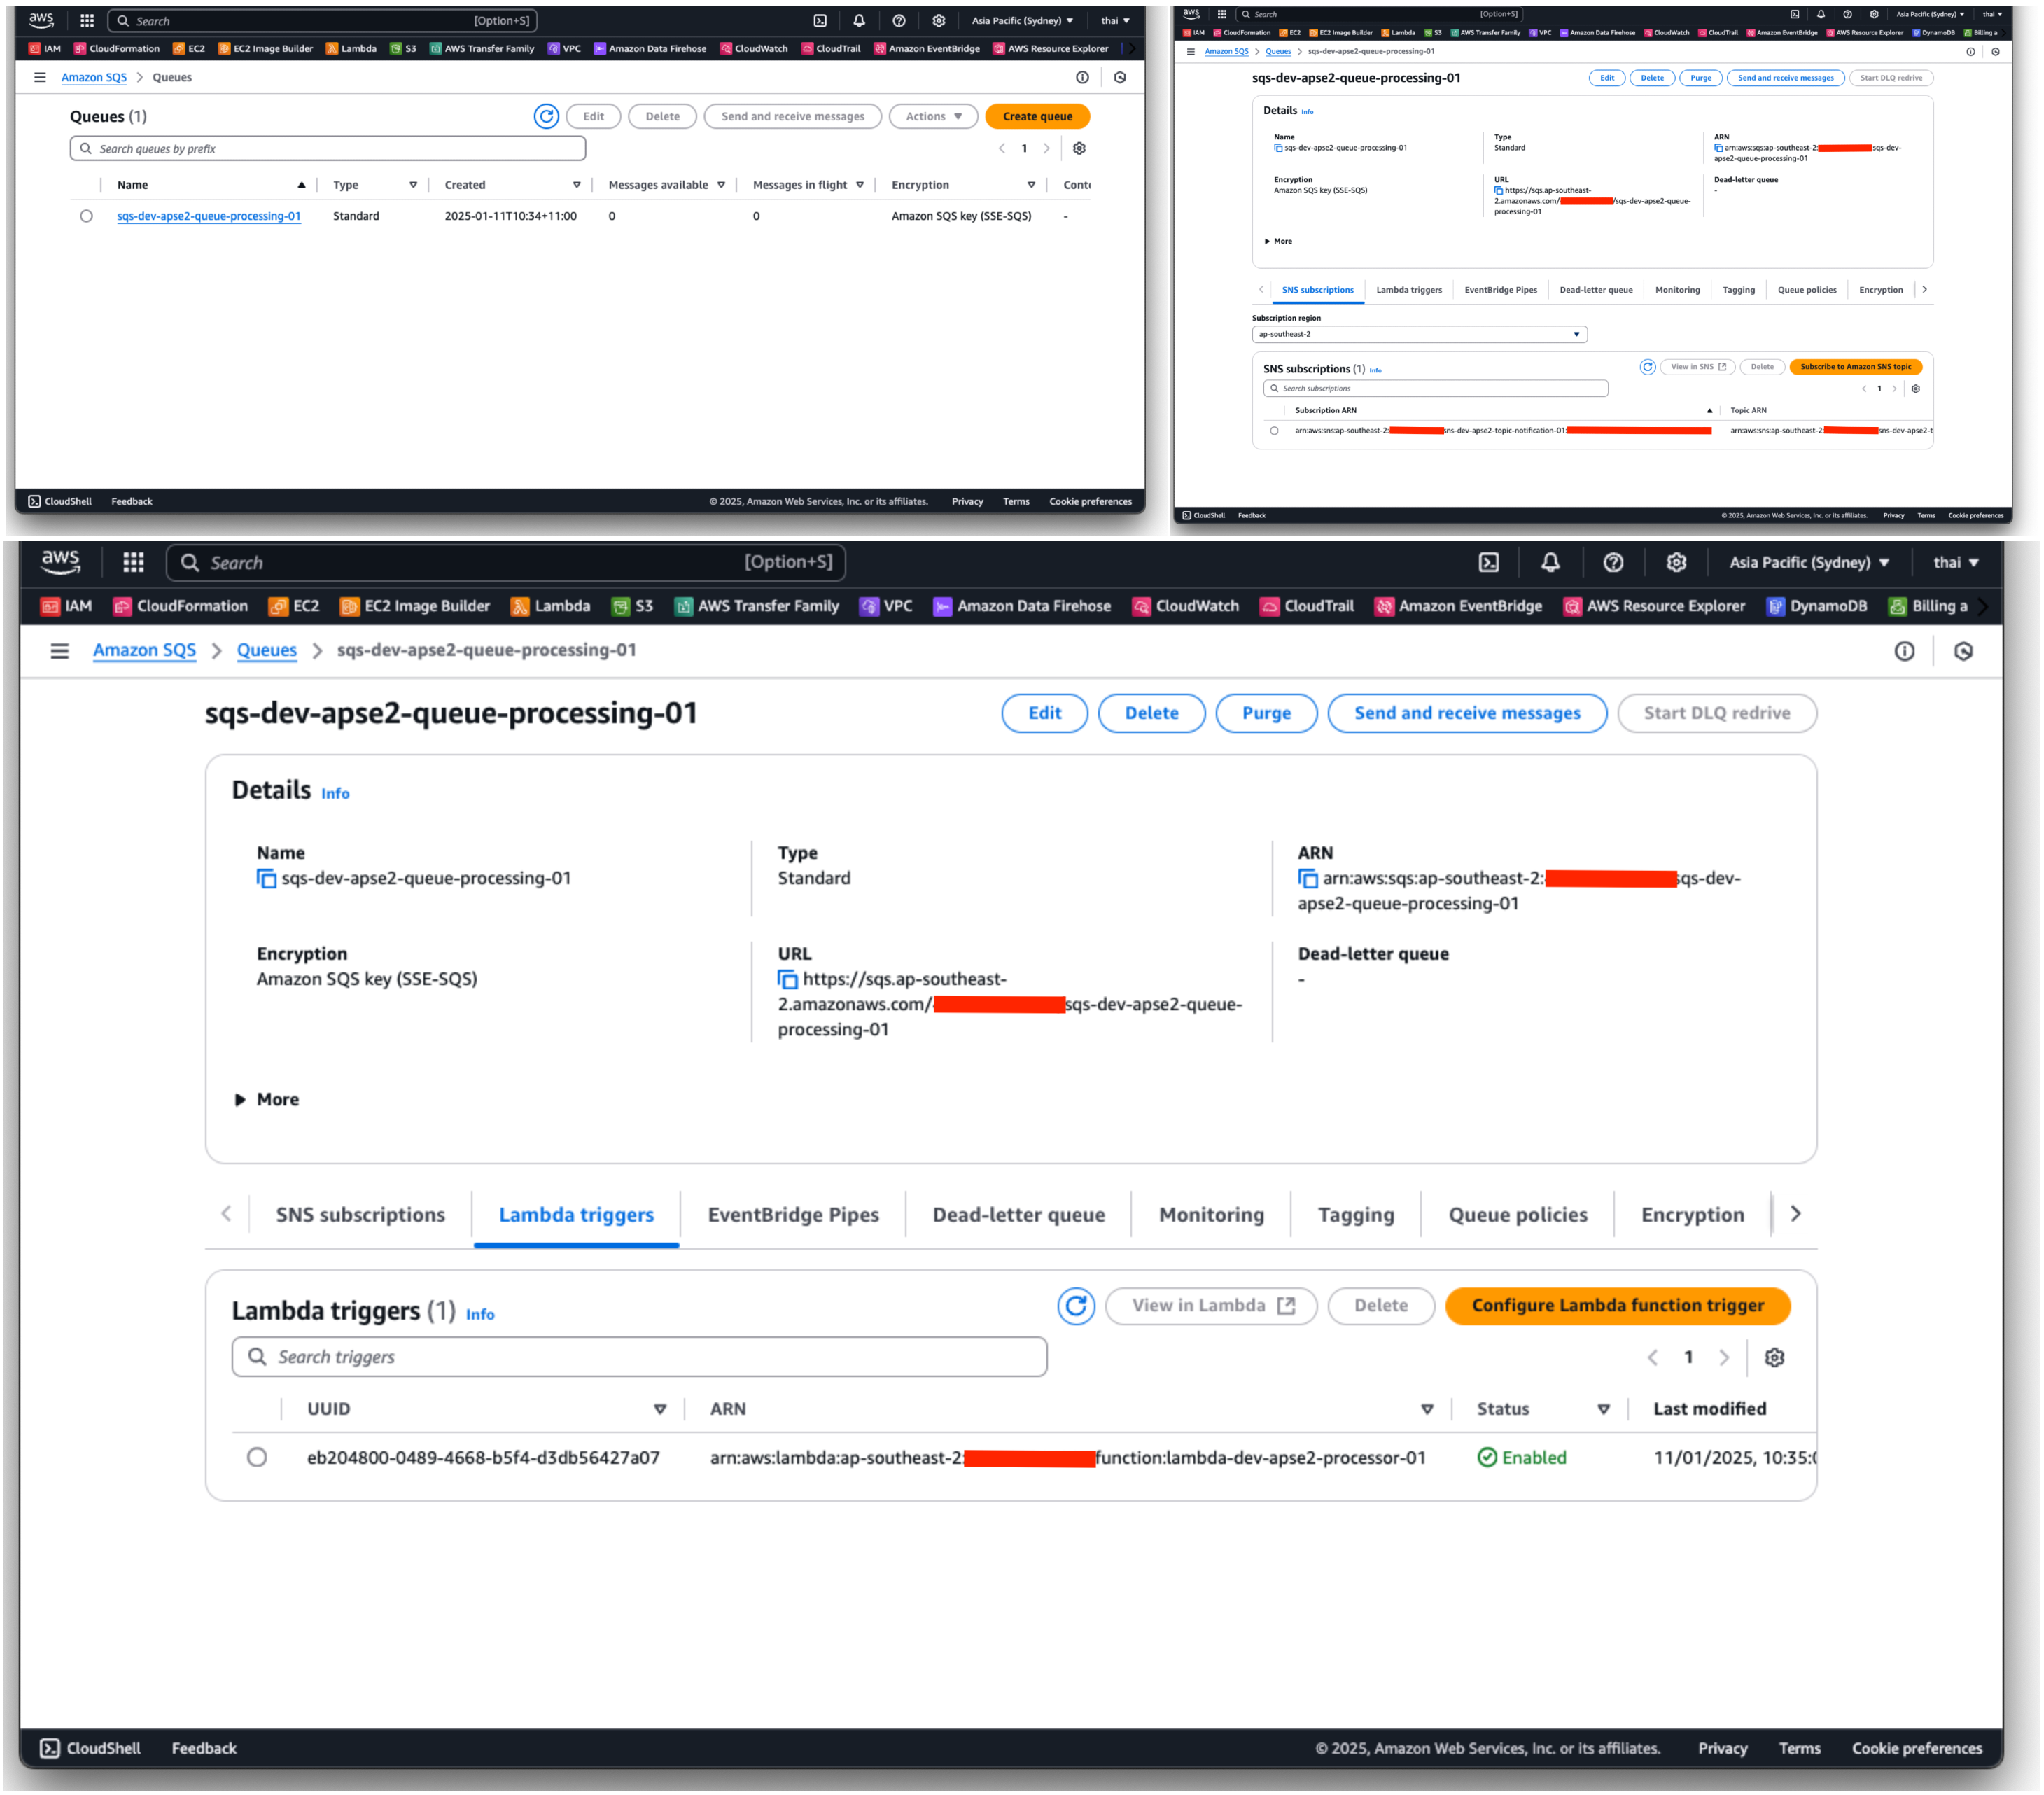 aws Search [Option+S] Asia Pacific (Sydney) thai
IAM CloudFormation EC2 EC2 Image Builder Lambda S3 AWS Transfer Family VPC Amazon Data Firehose CloudWatch CloudTrail Amazon EventBridge AWS Resource Explorer
Amazon SQS > Queues
Queues (1) Edit Delete Send and receive messages Actions Create queue
Search queues by prefix 1
Name Type Created Messages available Messages in flight Encryption Cont
sqs-dev-apse2-queue-processing-01 Standard 2025-01-11T10:34+11:00 0 0 Amazon SQS key (SSE-SQS) -
CloudShell Feedback © 2025, Amazon Web Services, Inc. or its affiliates. Privacy Terms Cookie preferences
aws Search [Option+S] Asia Pacific (Sydney) thai
IAM CloudFormation EC2 EC2 Image Builder Lambda S3 AWS Transfer Family VPC Amazon Data Firehose CloudWatch CloudTrail Amazon EventBridge AWS Resource Explorer DynamoDB Billing a
Amazon SQS > Queues > sqs-dev-apse2-queue-processing-01
sqs-dev-apse2-queue-processing-01 Edit Delete Purge Send and receive messages Start DLQ redrive
Details Info
Name Type ARN
sqs-dev-apse2-queue-processing-01 Standard arn:aws:sqs:ap-southeast-2: sqs-dev-
apse2-queue-processing-01
Encryption URL Dead-letter queue
Amazon SQS key (SSE-SQS) https://sqs.ap-southeast- -
2.amazonaws.com/ /sqs-dev-apse2-queue-
processing-01
More
SNS subscriptions Lambda triggers EventBridge Pipes Dead-letter queue Monitoring Tagging Queue policies Encryption
Subscription region
ap-southeast-2
SNS subscriptions (1) Info View in SNS Delete Subscribe to Amazon SNS topic
Search subscriptions 1
Subscription ARN Topic ARN
arn:aws:sns:ap-southeast-2: sns-dev-apse2-topic-notification-01: arn:aws:sns:ap-southeast-2: sns-dev-apse2-t
CloudShell Feedback © 2025, Amazon Web Services, Inc. or its affiliates. Privacy Terms Cookie preferences
aws Search [Option+S] Asia Pacific (Sydney) thai
IAM CloudFormation EC2 EC2 Image Builder Lambda S3 AWS Transfer Family VPC Amazon Data Firehose CloudWatch CloudTrail Amazon EventBridge AWS Resource Explorer DynamoDB Billing a
Amazon SQS > Queues > sqs-dev-apse2-queue-processing-01
sqs-dev-apse2-queue-processing-01 Edit Delete Purge Send and receive messages Start DLQ redrive
Details Info
Name Type ARN
sqs-dev-apse2-queue-processing-01 Standard arn:aws:sqs:ap-southeast-2: sqs-dev-
apse2-queue-processing-01
Encryption URL Dead-letter queue
Amazon SQS key (SSE-SQS) https://sqs.ap-southeast- -
2.amazonaws.com/ sqs-dev-apse2-queue-
processing-01
More
SNS subscriptions Lambda triggers EventBridge Pipes Dead-letter queue Monitoring Tagging Queue policies Encryption
Lambda triggers (1) Info View in Lambda Delete Configure Lambda function trigger
Search triggers 1
UUID ARN Status Last modified
eb204800-0489-4668-b5f4-d3db56427a07 arn:aws:lambda:ap-southeast-2: function:lambda-dev-apse2-processor-01 Enabled 11/01/2025, 10:35:
CloudShell Feedback © 2025, Amazon Web Services, Inc. or its affiliates. Privacy Terms Cookie preferences